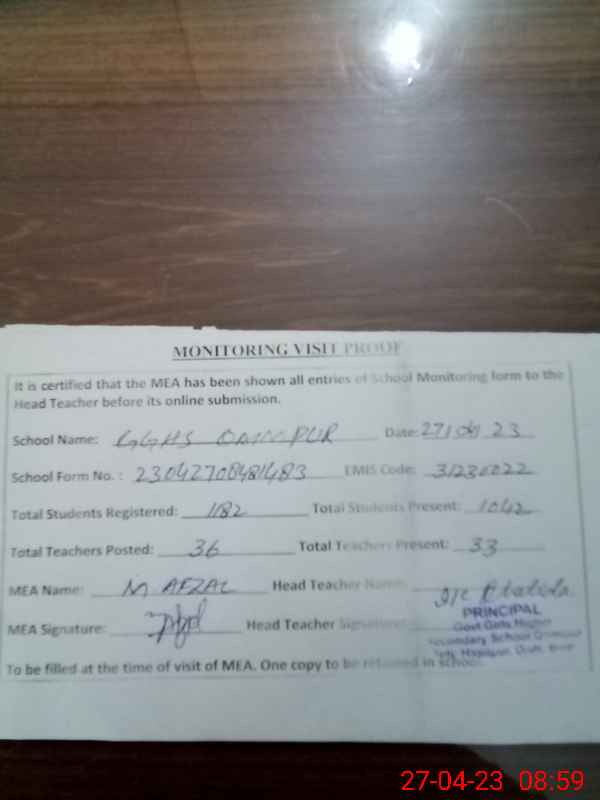 MONITORING VISIT PROOF
It is certified that the MEA has been shown all entries of School Monitoring form to the
Head Teacher before its online submission.
School Name: GGHS Date: 27/04/23
School Form No. : EMIS Code:
Total Students Registered: 1182 Total Students Present: 1042
Total Teachers Posted: 36 Total Teachers Present: 33
MEA Name: M AFZAL Head Teacher Name:
MEA Signature: Head Teacher Signature:
PRINCIPAL
Govt Girls Higher
Secondary School
To be filled at the time of visit of MEA. One copy to be retained in school.
27-04-23 08:59